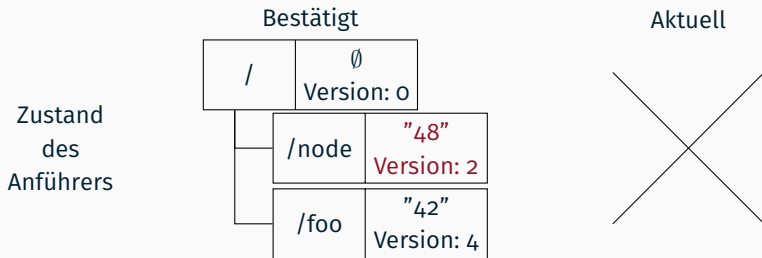 Bestätigt
Aktuell
/
∅
Version: 0
Zustand
des
Anführers
/node
"48"
Version: 2
/foo
"42"
Version: 4